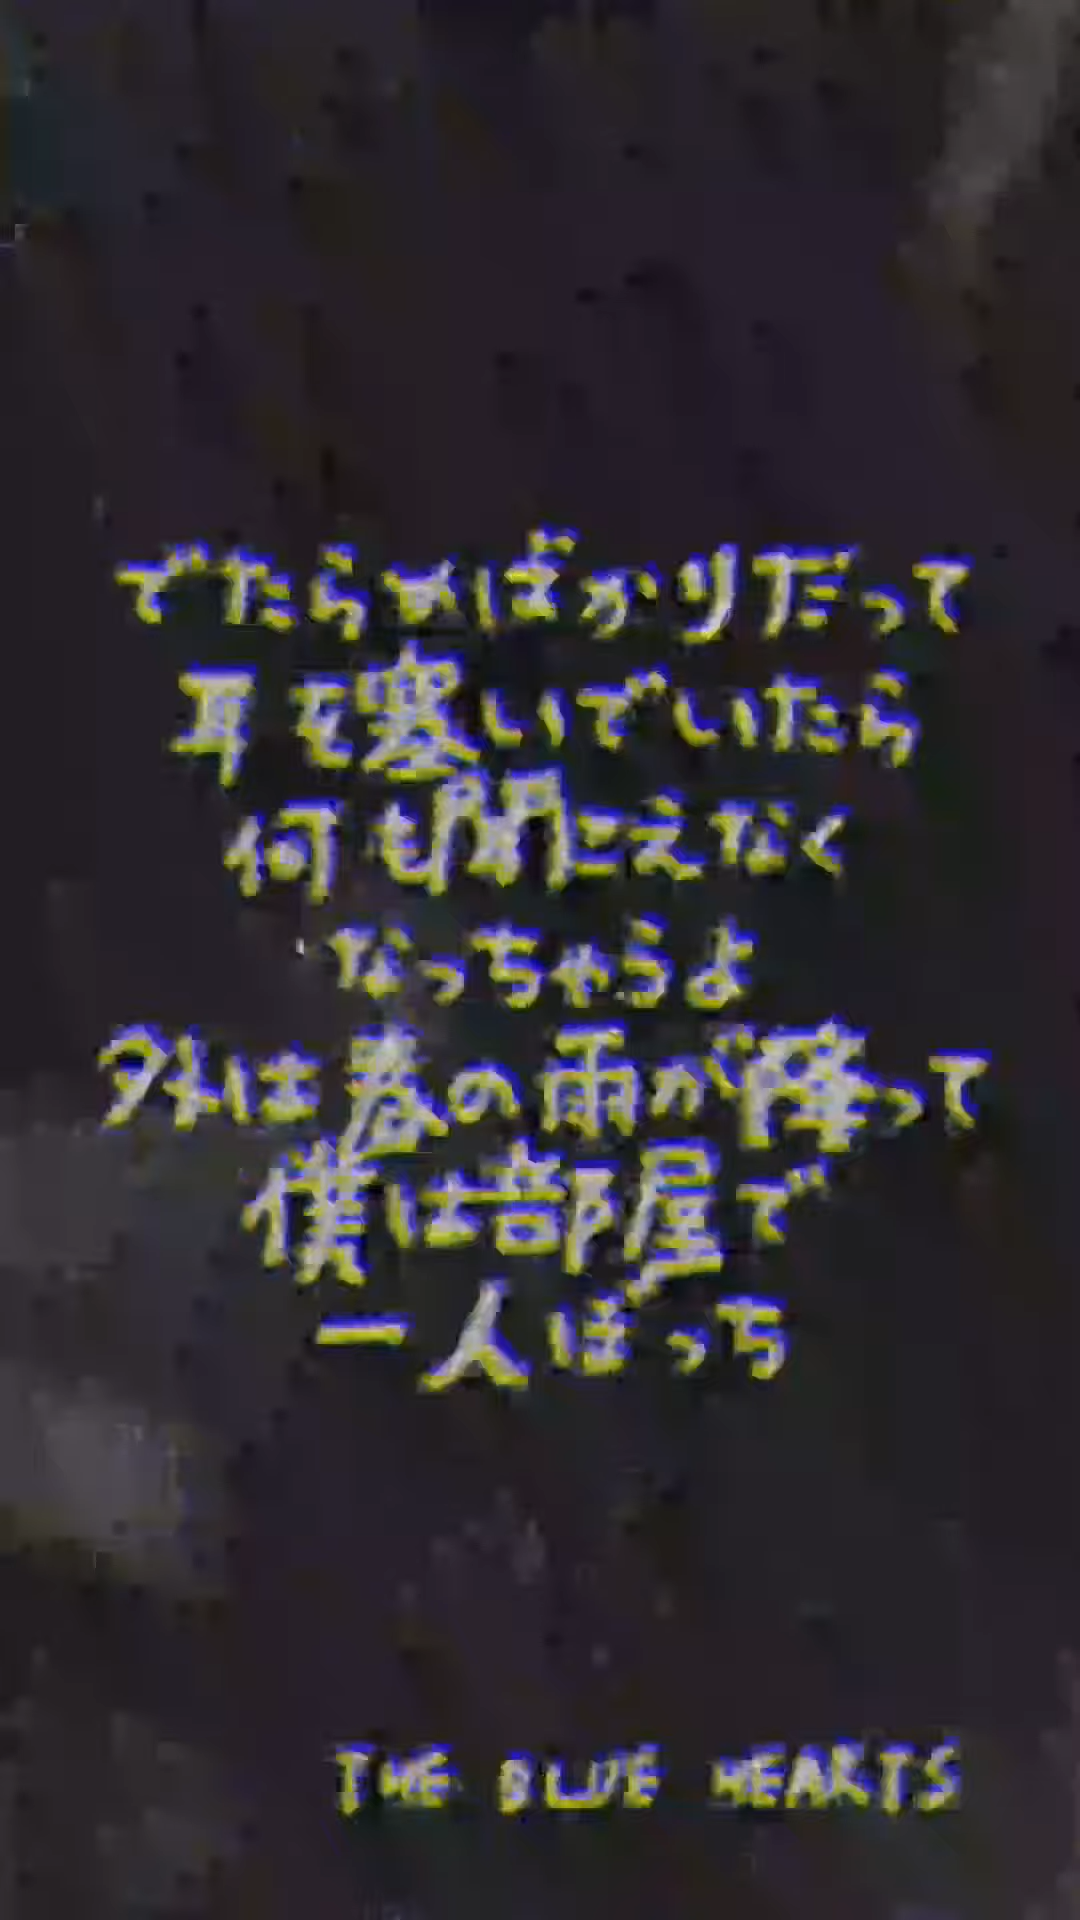 でたらめばかりだって
耳を塞いでいたら
何も聞こえなく
なっちゃうよ
外は春の雨が降って
僕は部屋で
一人ぼっち
THE BLUE HEARTS